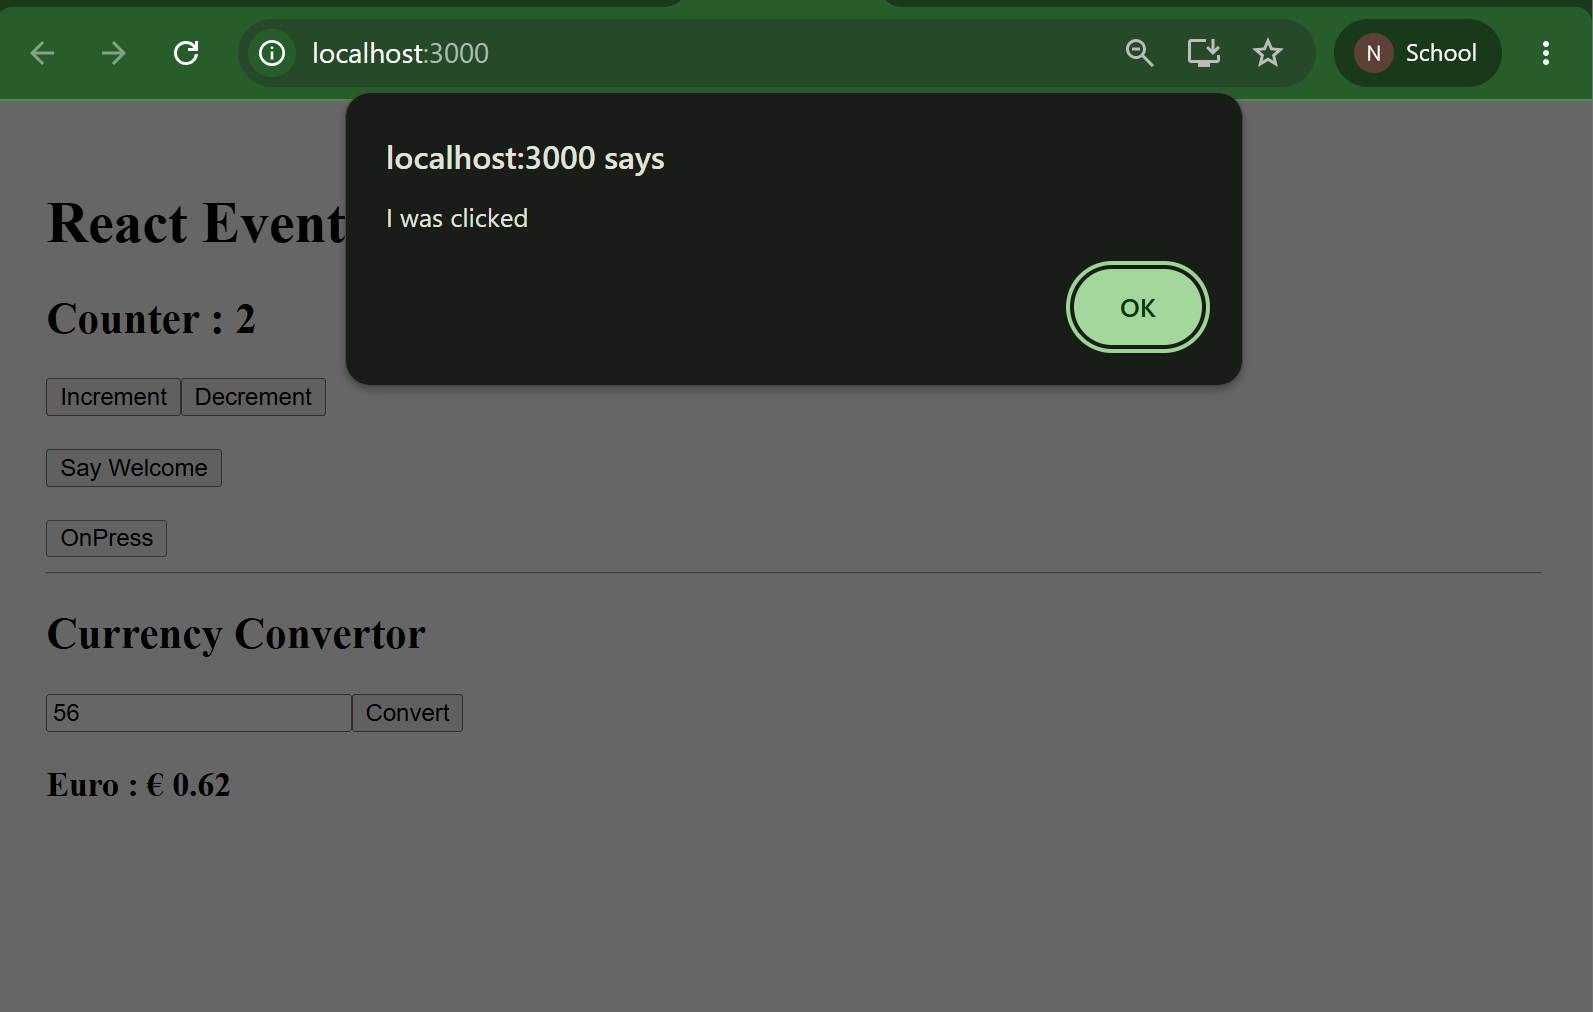 localhost:3000
N School
localhost:3000 says
I was clicked
OK
React Event
Counter : 2
Increment Decrement
Say Welcome
OnPress
Currency Convertor
56 Convert
Euro : € 0.62